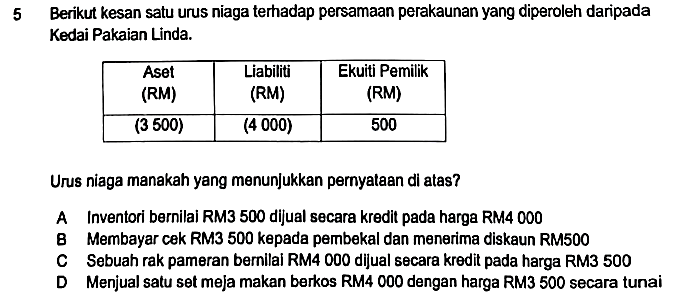 5 Berikut kesan satu urus niaga terhadap persamaan perakaunan yang diperoleh daripada
Kedai Pakaian Linda.
Aset Liabiliti Ekuiti Pemilik
(RM) (RM) (RM)
(3 500) (4 000) 500
Urus niaga manakah yang menunjukkan pernyataan di atas?
A Inventori bernilai RM3 500 dijual secara kredit pada harga RM4 000
B Membayar cek RM3 500 kepada pembekal dan menerima diskaun RM500
C Sebuah rak pameran bernilai RM4 000 dijual secara kredit pada harga RM3 500
D Menjual satu set meja makan berkos RM4 000 dengan harga RM3 500 secara tunai